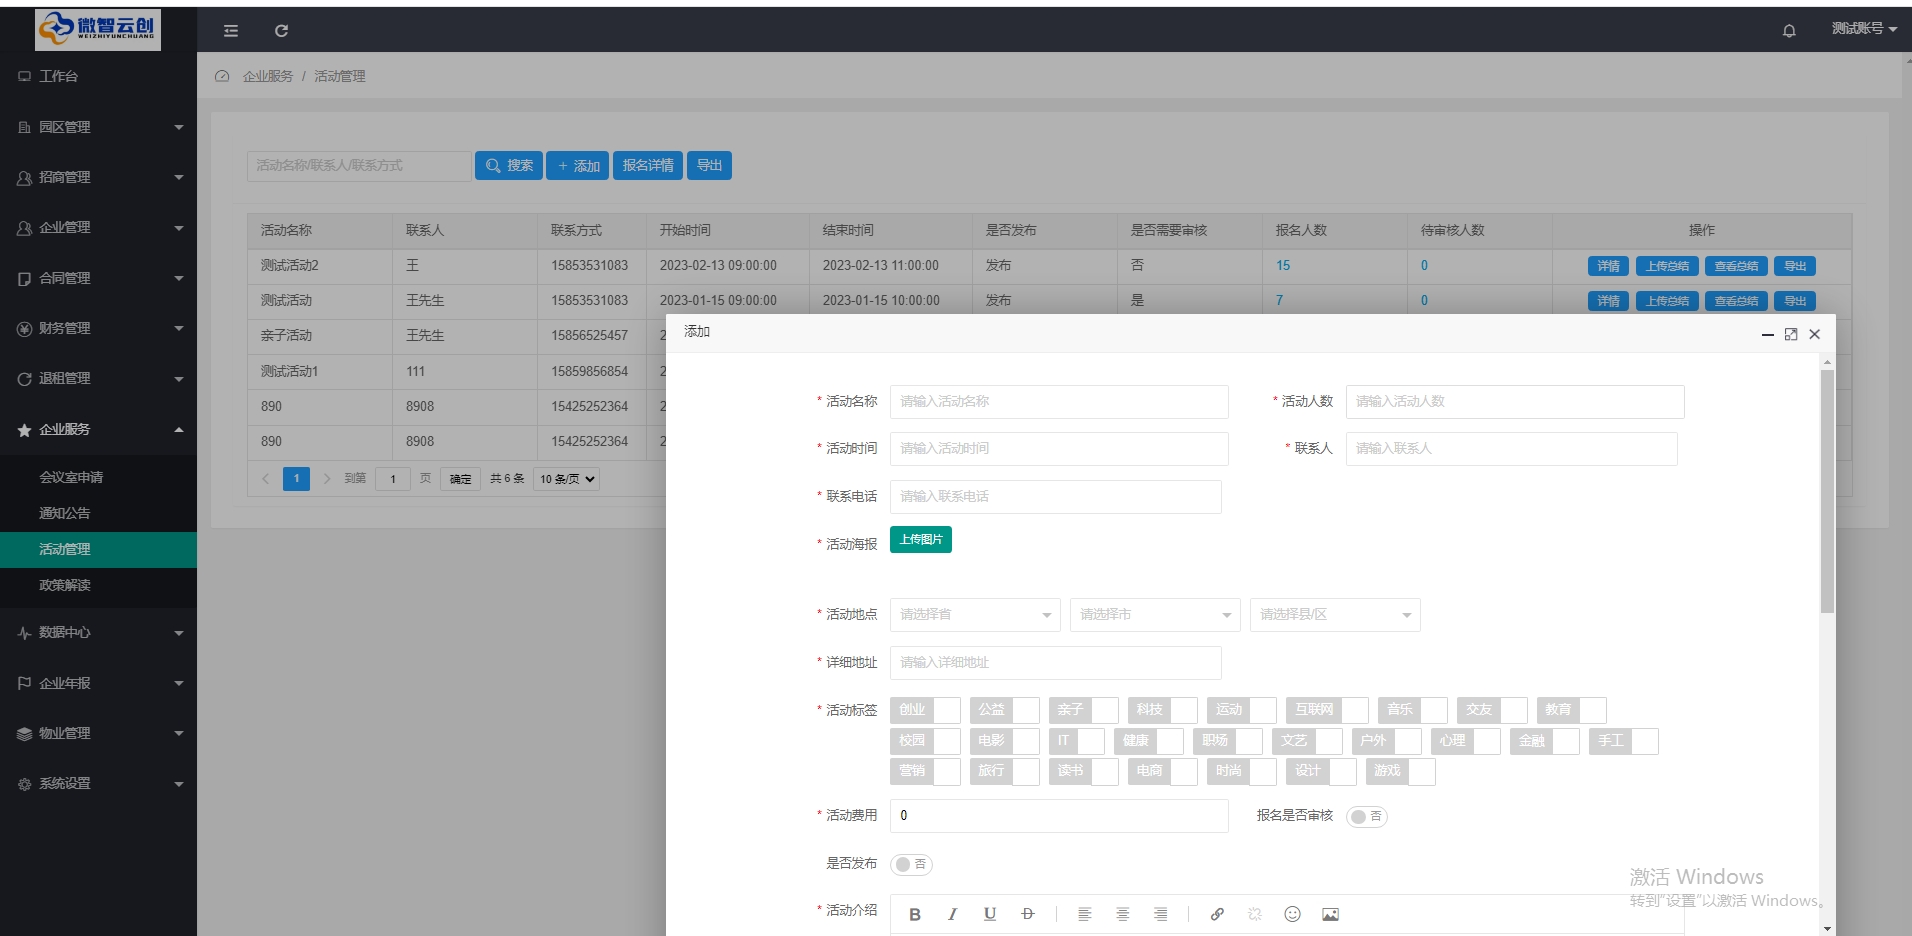 微智云创
WEIZHIYUNCHUANG
测试账号
工作台
园区管理
招商管理
企业管理
合同管理
财务管理
退租管理
企业服务
会议室申请
通知公告
活动管理
政策解读
数据中心
企业年报
物业管理
系统设置
企业服务 / 活动管理
活动名称/联系人/联系方式 搜索 + 添加 报名详情 导出
活动名称 联系人 联系方式 开始时间 结束时间 是否发布 是否需要审核 报名人数 待审核人数 操作
测试活动2 王 15853531083 2023-02-13 09:00:00 2023-02-13 11:00:00 发布 否 15 0 详情 上传总结 查看总结 导出
测试活动 王先生 15853531083 2023-01-15 09:00:00 2023-01-15 10:00:00 发布 是 7 0 详情 上传总结 查看总结 导出
亲子活动 王先生 15856525457 2
测试活动1 111 15859856854 2
890 8908 15425252364 2
890 8908 15425252364 2
1 到第 1 页 确定 共 6 条 10 条/页
添加
* 活动名称 请输入活动名称 * 活动人数 请输入活动人数
* 活动时间 请输入活动时间 * 联系人 请输入联系人
* 联系电话 请输入联系电话
* 活动海报 上传图片
* 活动地点 请选择省 请选择市 请选择县/区
* 详细地址 请输入详细地址
* 活动标签 创业 公益 亲子 科技 运动 互联网 音乐 交友 教育
校园 电影 IT 健康 职场 文艺 户外 心理 金融 手工
营销 旅行 读书 电商 时尚 设计 游戏
* 活动费用 0 报名是否审核 否
是否发布 否
* 活动介绍 B I U D
激活 Windows
转到"设置"以激活 Windows。